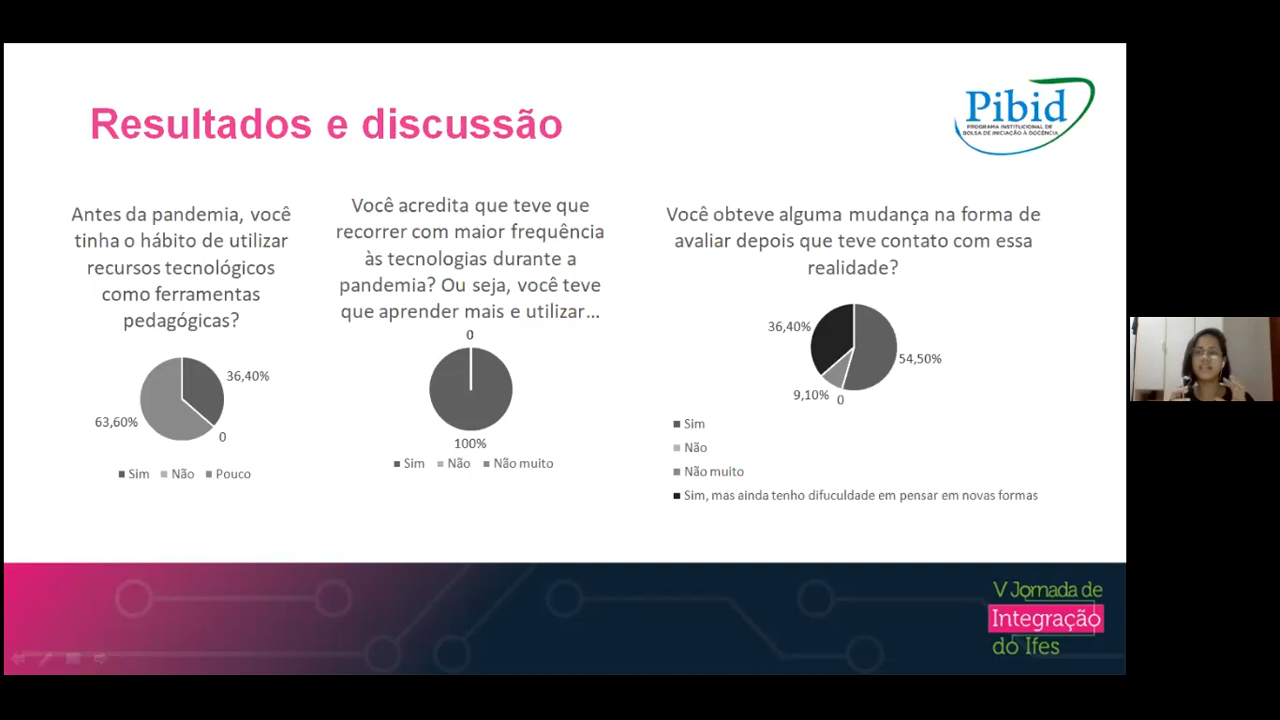 Resultados e discussão
Pibid
PROGRAMA INSTITUCIONAL DE
BOLSA DE INICIAÇÃO À DOCÊNCIA
Antes da pandemia, você
tinha o hábito de utilizar
recursos tecnológicos
como ferramentas
pedagógicas?
36,40%
63,60%
0
Sim Não Pouco
Você acredita que teve que
recorrer com maior frequência
às tecnologias durante a
pandemia? Ou seja, você teve
que aprender mais e utilizar...
0
100%
Sim Não Não muito
Você obteve alguma mudança na forma de
avaliar depois que teve contato com essa
realidade?
36,40%
54,50%
9,10%
0
Sim
Não
Não muito
Sim, mas ainda tenho difuculdade em pensar em novas formas
V Jornada de
Integração
do Ifes